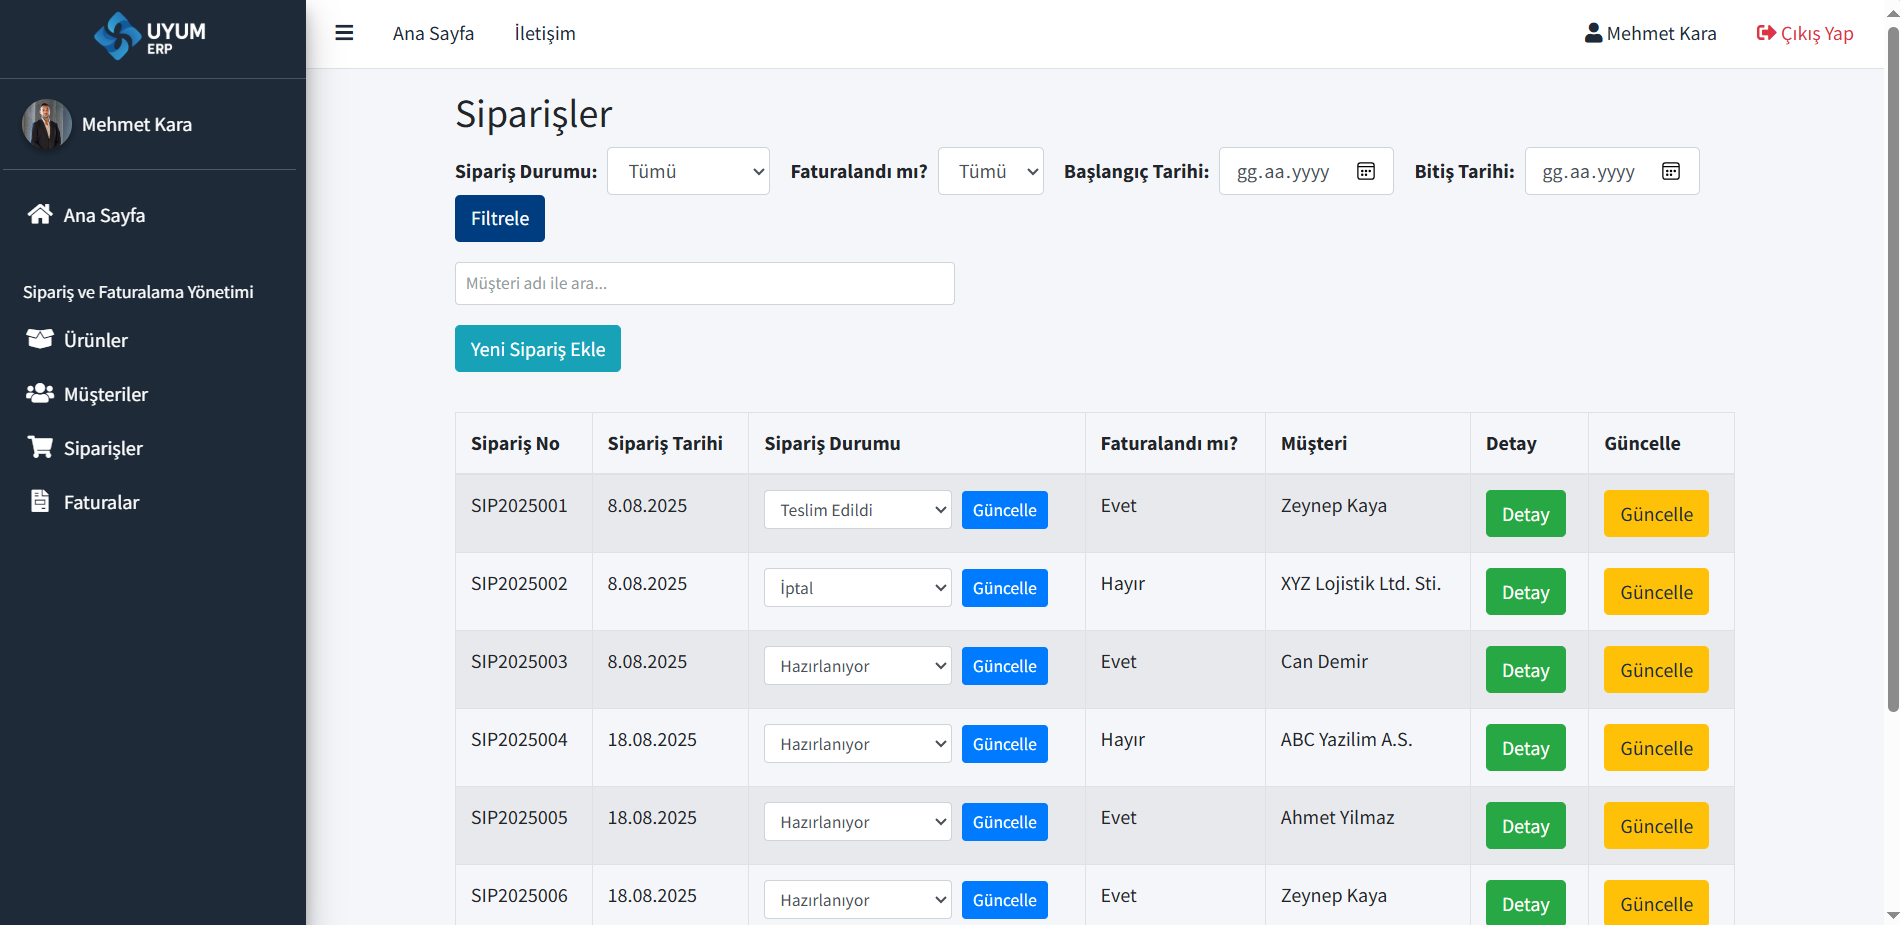 UYUM
ERP
Ana Sayfa İletişim Mehmet Kara Çıkış Yap
Mehmet Kara
Ana Sayfa
Sipariş ve Faturalama Yönetimi
Ürünler
Müşteriler
Siparişler
Faturalar
Siparişler
Sipariş Durumu: Tümü Faturalandı mı? Tümü Başlangıç Tarihi: gg.aa.yyyy Bitiş Tarihi: gg.aa.yyyy
Filtrele
Müşteri adı ile ara...
Yeni Sipariş Ekle
Sipariş No Sipariş Tarihi Sipariş Durumu Faturalandı mı? Müşteri Detay Güncelle
SIP2025001 8.08.2025 Teslim Edildi Güncelle Evet Zeynep Kaya Detay Güncelle
SIP2025002 8.08.2025 İptal Güncelle Hayır XYZ Lojistik Ltd. Sti. Detay Güncelle
SIP2025003 8.08.2025 Hazırlanıyor Güncelle Evet Can Demir Detay Güncelle
SIP2025004 18.08.2025 Hazırlanıyor Güncelle Hayır ABC Yazilim A.S. Detay Güncelle
SIP2025005 18.08.2025 Hazırlanıyor Güncelle Evet Ahmet Yilmaz Detay Güncelle
SIP2025006 18.08.2025 Hazırlanıyor Güncelle Evet Zeynep Kaya Detay Güncelle